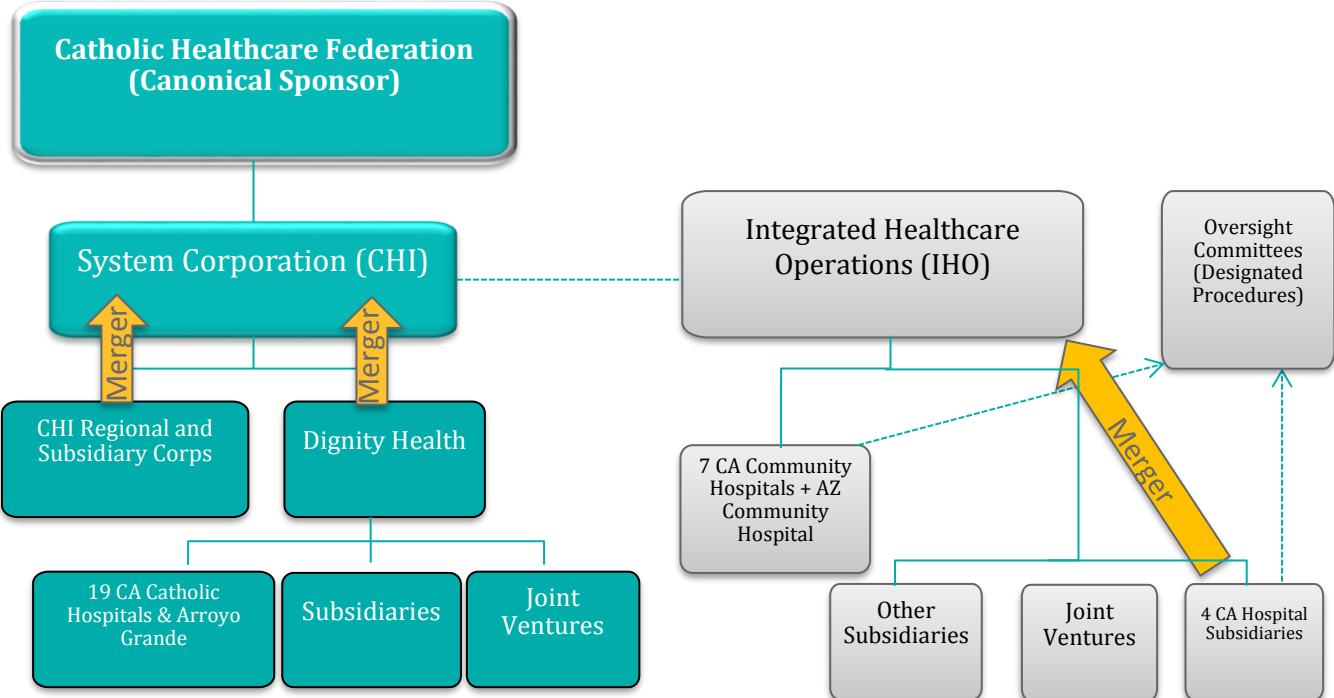 Catholic Healthcare Federation
(Canonical Sponsor)
System Corporation (CHI)
Integrated Healthcare
Operations (IHO)
Oversight
Committees
(Designated
Procedures)
Merger
Merger
Merger
CHI Regional and
Subsidiary Corps
Dignity Health
7 CA Community
Hospitals + AZ
Community
Hospital
19 CA Catholic
Hospitals & Arroyo
Grande
Subsidiaries
Joint
Ventures
Other
Subsidiaries
Joint
Ventures
4 CA Hospital
Subsidiaries